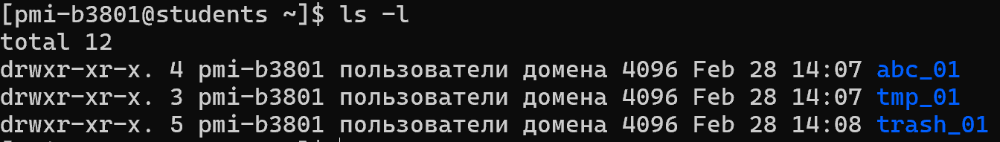 [pmi-b3801@students ~]$ ls -l
total 12
drwxr-xr-x. 4 pmi-b3801 пользователи домена 4096 Feb 28 14:07 abc_01
drwxr-xr-x. 3 pmi-b3801 пользователи домена 4096 Feb 28 14:07 tmp_01
drwxr-xr-x. 5 pmi-b3801 пользователи домена 4096 Feb 28 14:08 trash_01